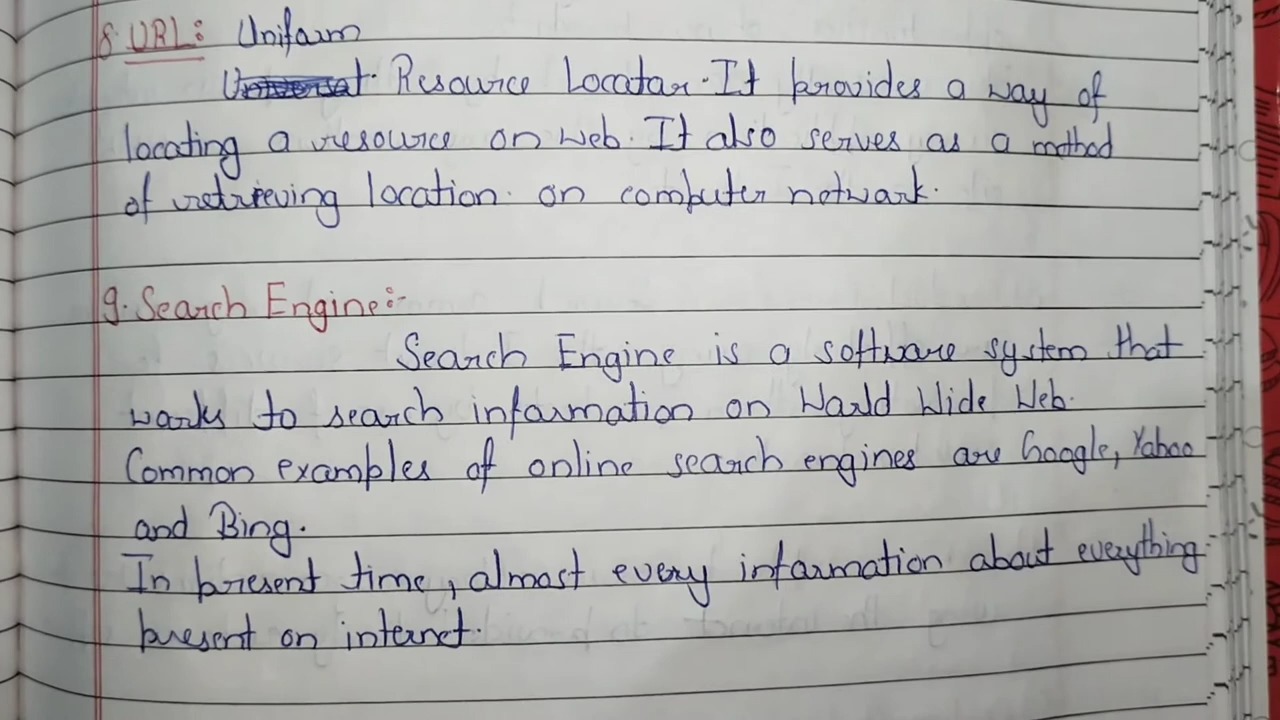 8. URL: Uniform
Universal Resource Locator. It provides a way of
locating a resource on web. It also serves as a method
of retrieving location. on computer network.
9. Search Engine:-
Search Engine is a software system that
works to search information on World Wide Web.
Common examples of online search engines are Google, Yahoo
and Bing.
In present time, almost every information about everything
present on internet.